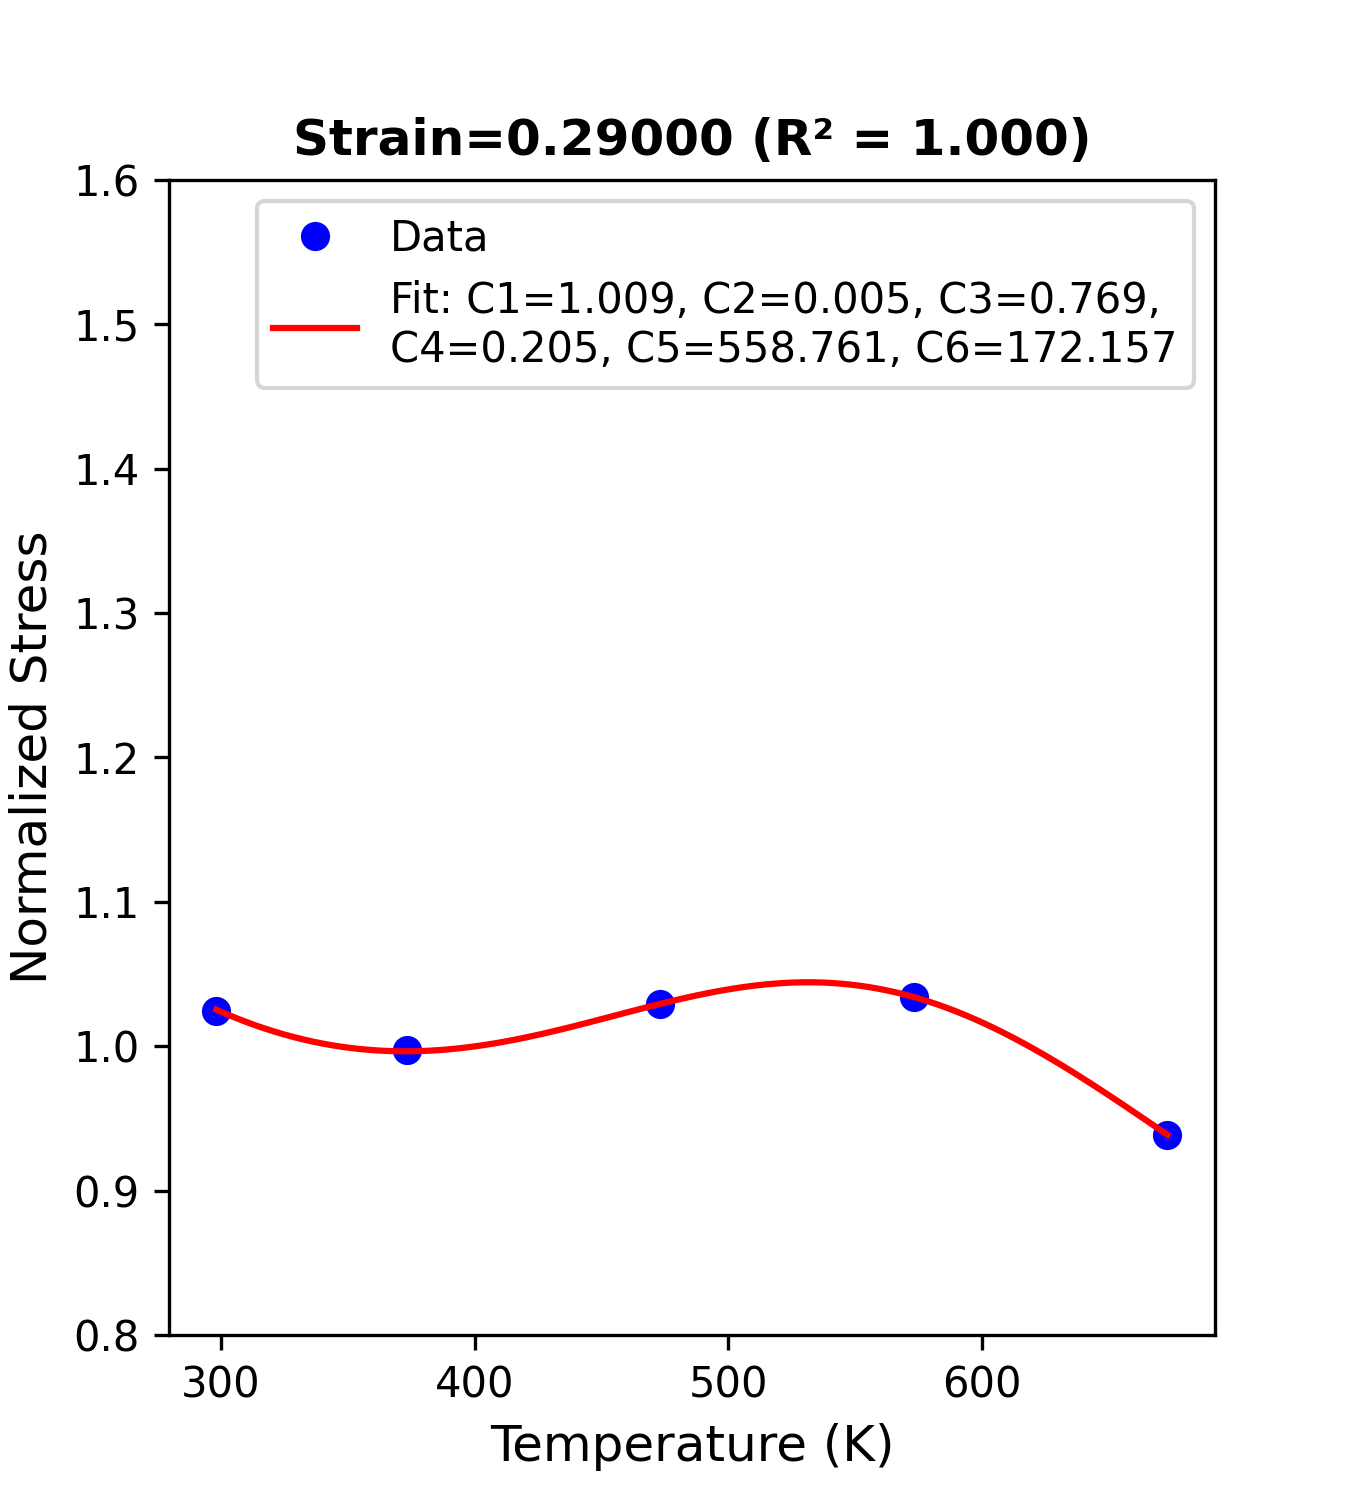 Strain=0.29000 (R² = 1.000)
Data
Fit: C1=1.009, C2=0.005, C3=0.769,
C4=0.205, C5=558.761, C6=172.157
1.6
1.5
1.4
1.3
1.2
1.1
1.0
0.9
0.8
Normalized Stress
300 400 500 600
Temperature (K)